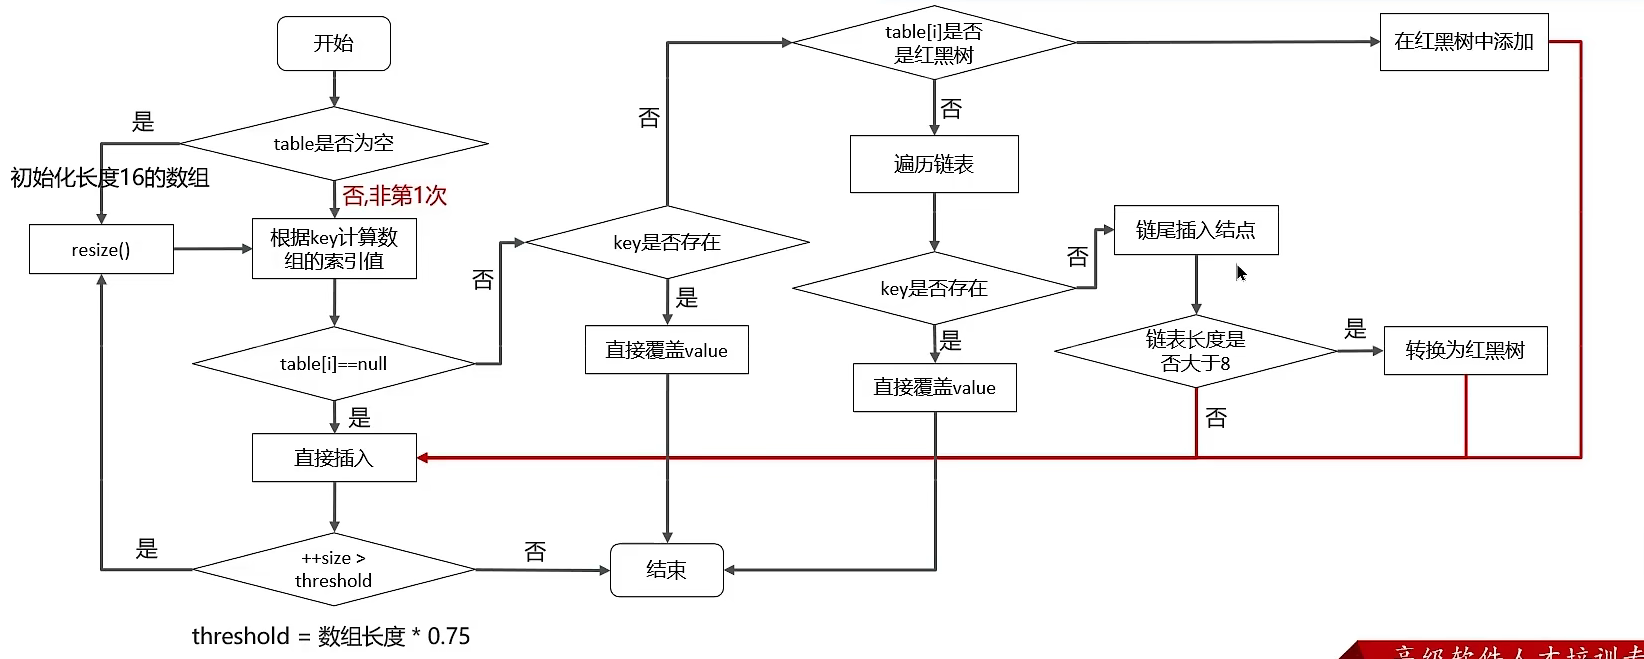 开始
是
table是否为空
初始化长度16的数组
否,非第1次
resize()
根据key计算数
组的索引值
否
table[i]==null
是
直接插入
是
++size >
threshold
否
threshold = 数组长度 * 0.75
否
key是否存在
是
直接覆盖value
结束
table[i]是否
是红黑树
否
遍历链表
key是否存在
是
直接覆盖value
否
链尾插入结点
链表长度是
否大于8
是
转换为红黑树
否
在红黑树中添加
高级软件人才培训专